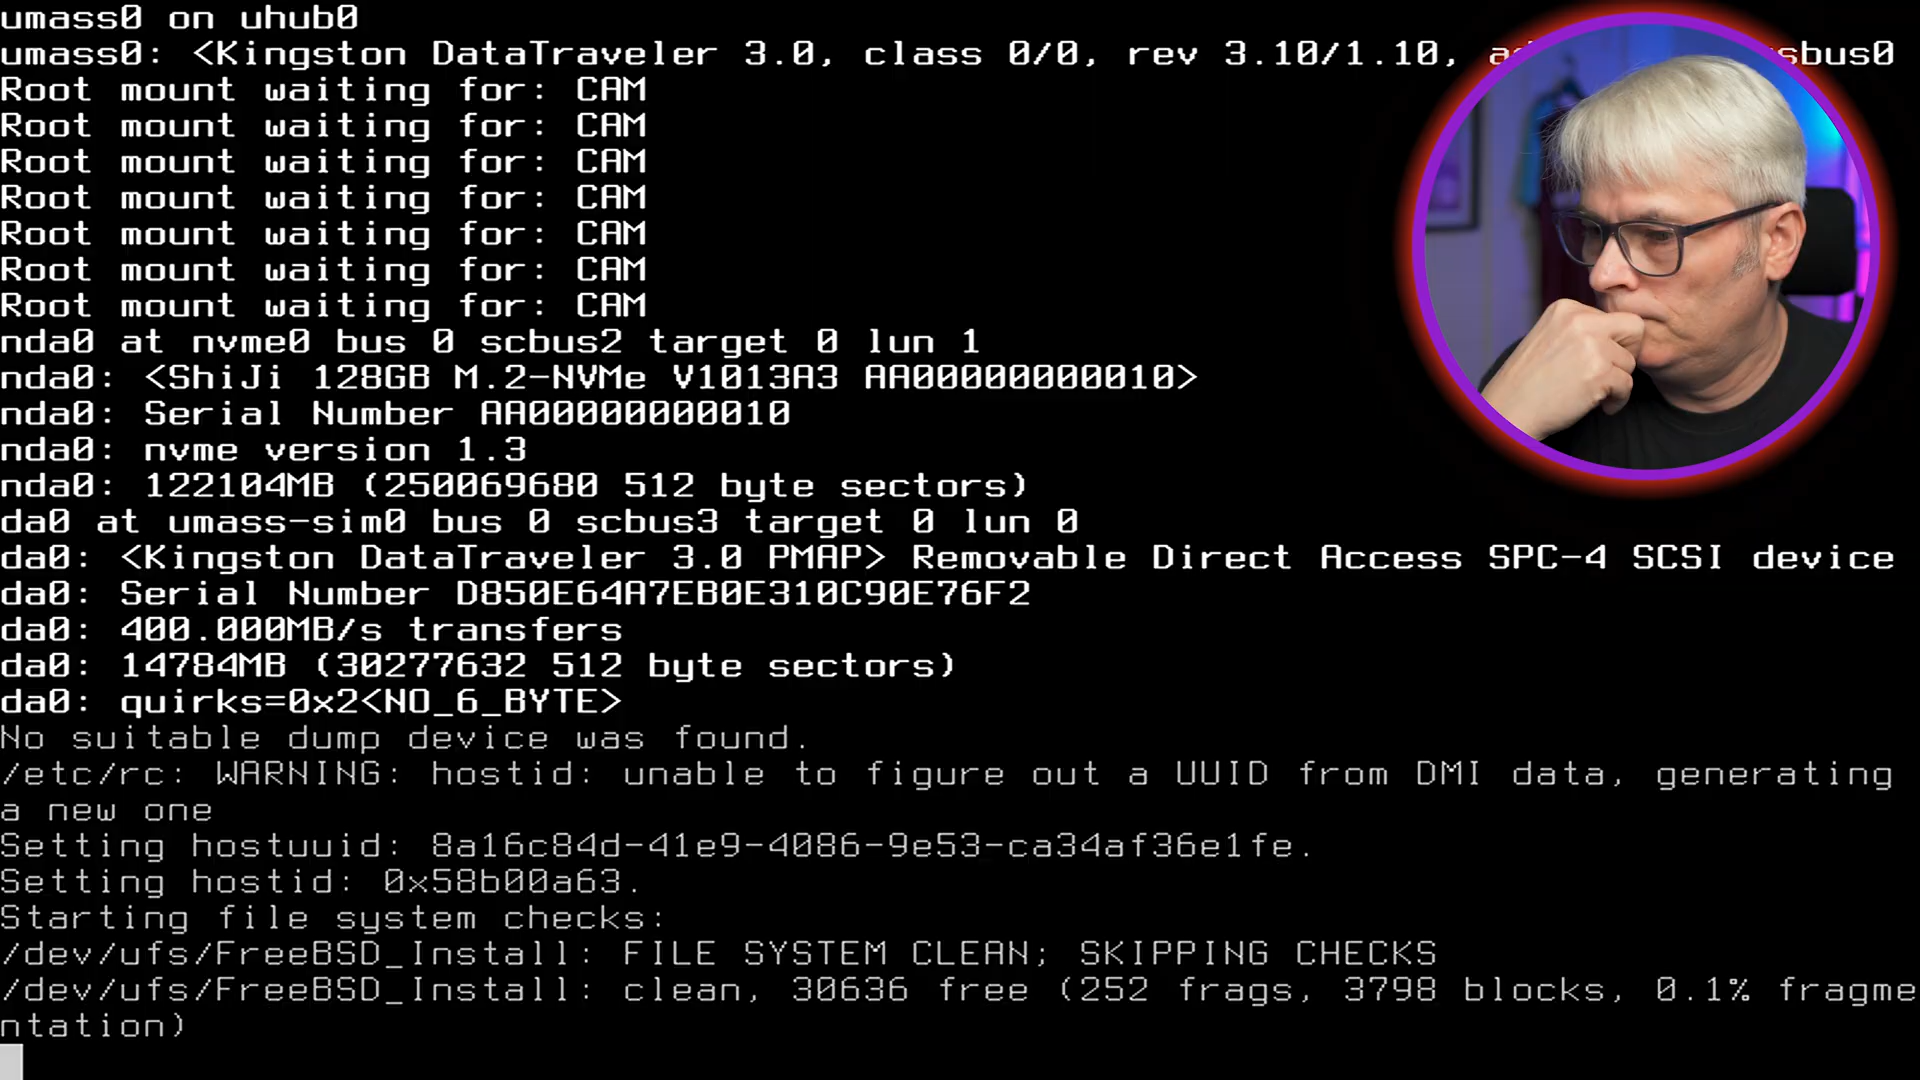 umass0 on uhub0
umass0: <Kingston DataTraveler 3.0, class 0/0, rev 3.10/1.10,
Root mount waiting for: CAM
Root mount waiting for: CAM
Root mount waiting for: CAM
Root mount waiting for: CAM
Root mount waiting for: CAM
Root mount waiting for: CAM
Root mount waiting for: CAM
nda0 at nvme0 bus 0 scbus2 target 0 lun 1
nda0: <ShiJi 128GB M.2-NVMe V1013A3 AA00000000010>
nda0: Serial Number AA00000000010
nda0: nvme version 1.3
nda0: 122104MB (250069680 512 byte sectors)
da0 at umass-sim0 bus 0 scbus3 target 0 lun 0
da0: <Kingston DataTraveler 3.0 PMAP> Removable Direct Access SPC-4 SCSI device
da0: Serial Number D850E64A7EB0E310C90E76F2
da0: 400.000MB/s transfers
da0: 14784MB (30277632 512 byte sectors)
da0: quirks=0x2<NO_6_BYTE>
No suitable dump device was found.
/etc/rc: WARNING: hostid: unable to figure out a UUID from DMI data, generating
a new one
Setting hostuuid: 8a16c84d-41e9-4086-9e53-ca34af36e1fe.
Setting hostid: 0x58b00a63.
Starting file system checks:
/dev/ufs/FreeBSD_Install: FILE SYSTEM CLEAN; SKIPPING CHECKS
/dev/ufs/FreeBSD_Install: clean, 30636 free (252 frags, 3798 blocks, 0.1% fragme
ntation)